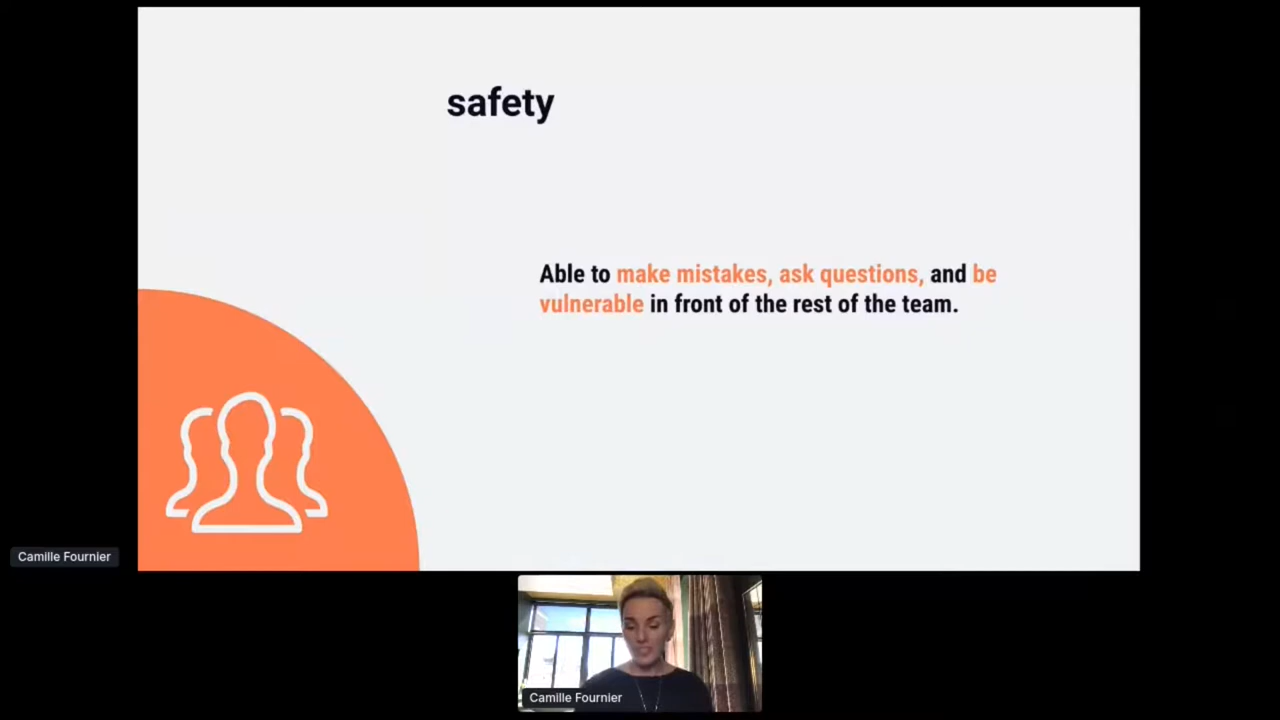 safety
Able to make mistakes, ask questions, and be
vulnerable in front of the rest of the team.
Camille Fournier
Camille Fournier